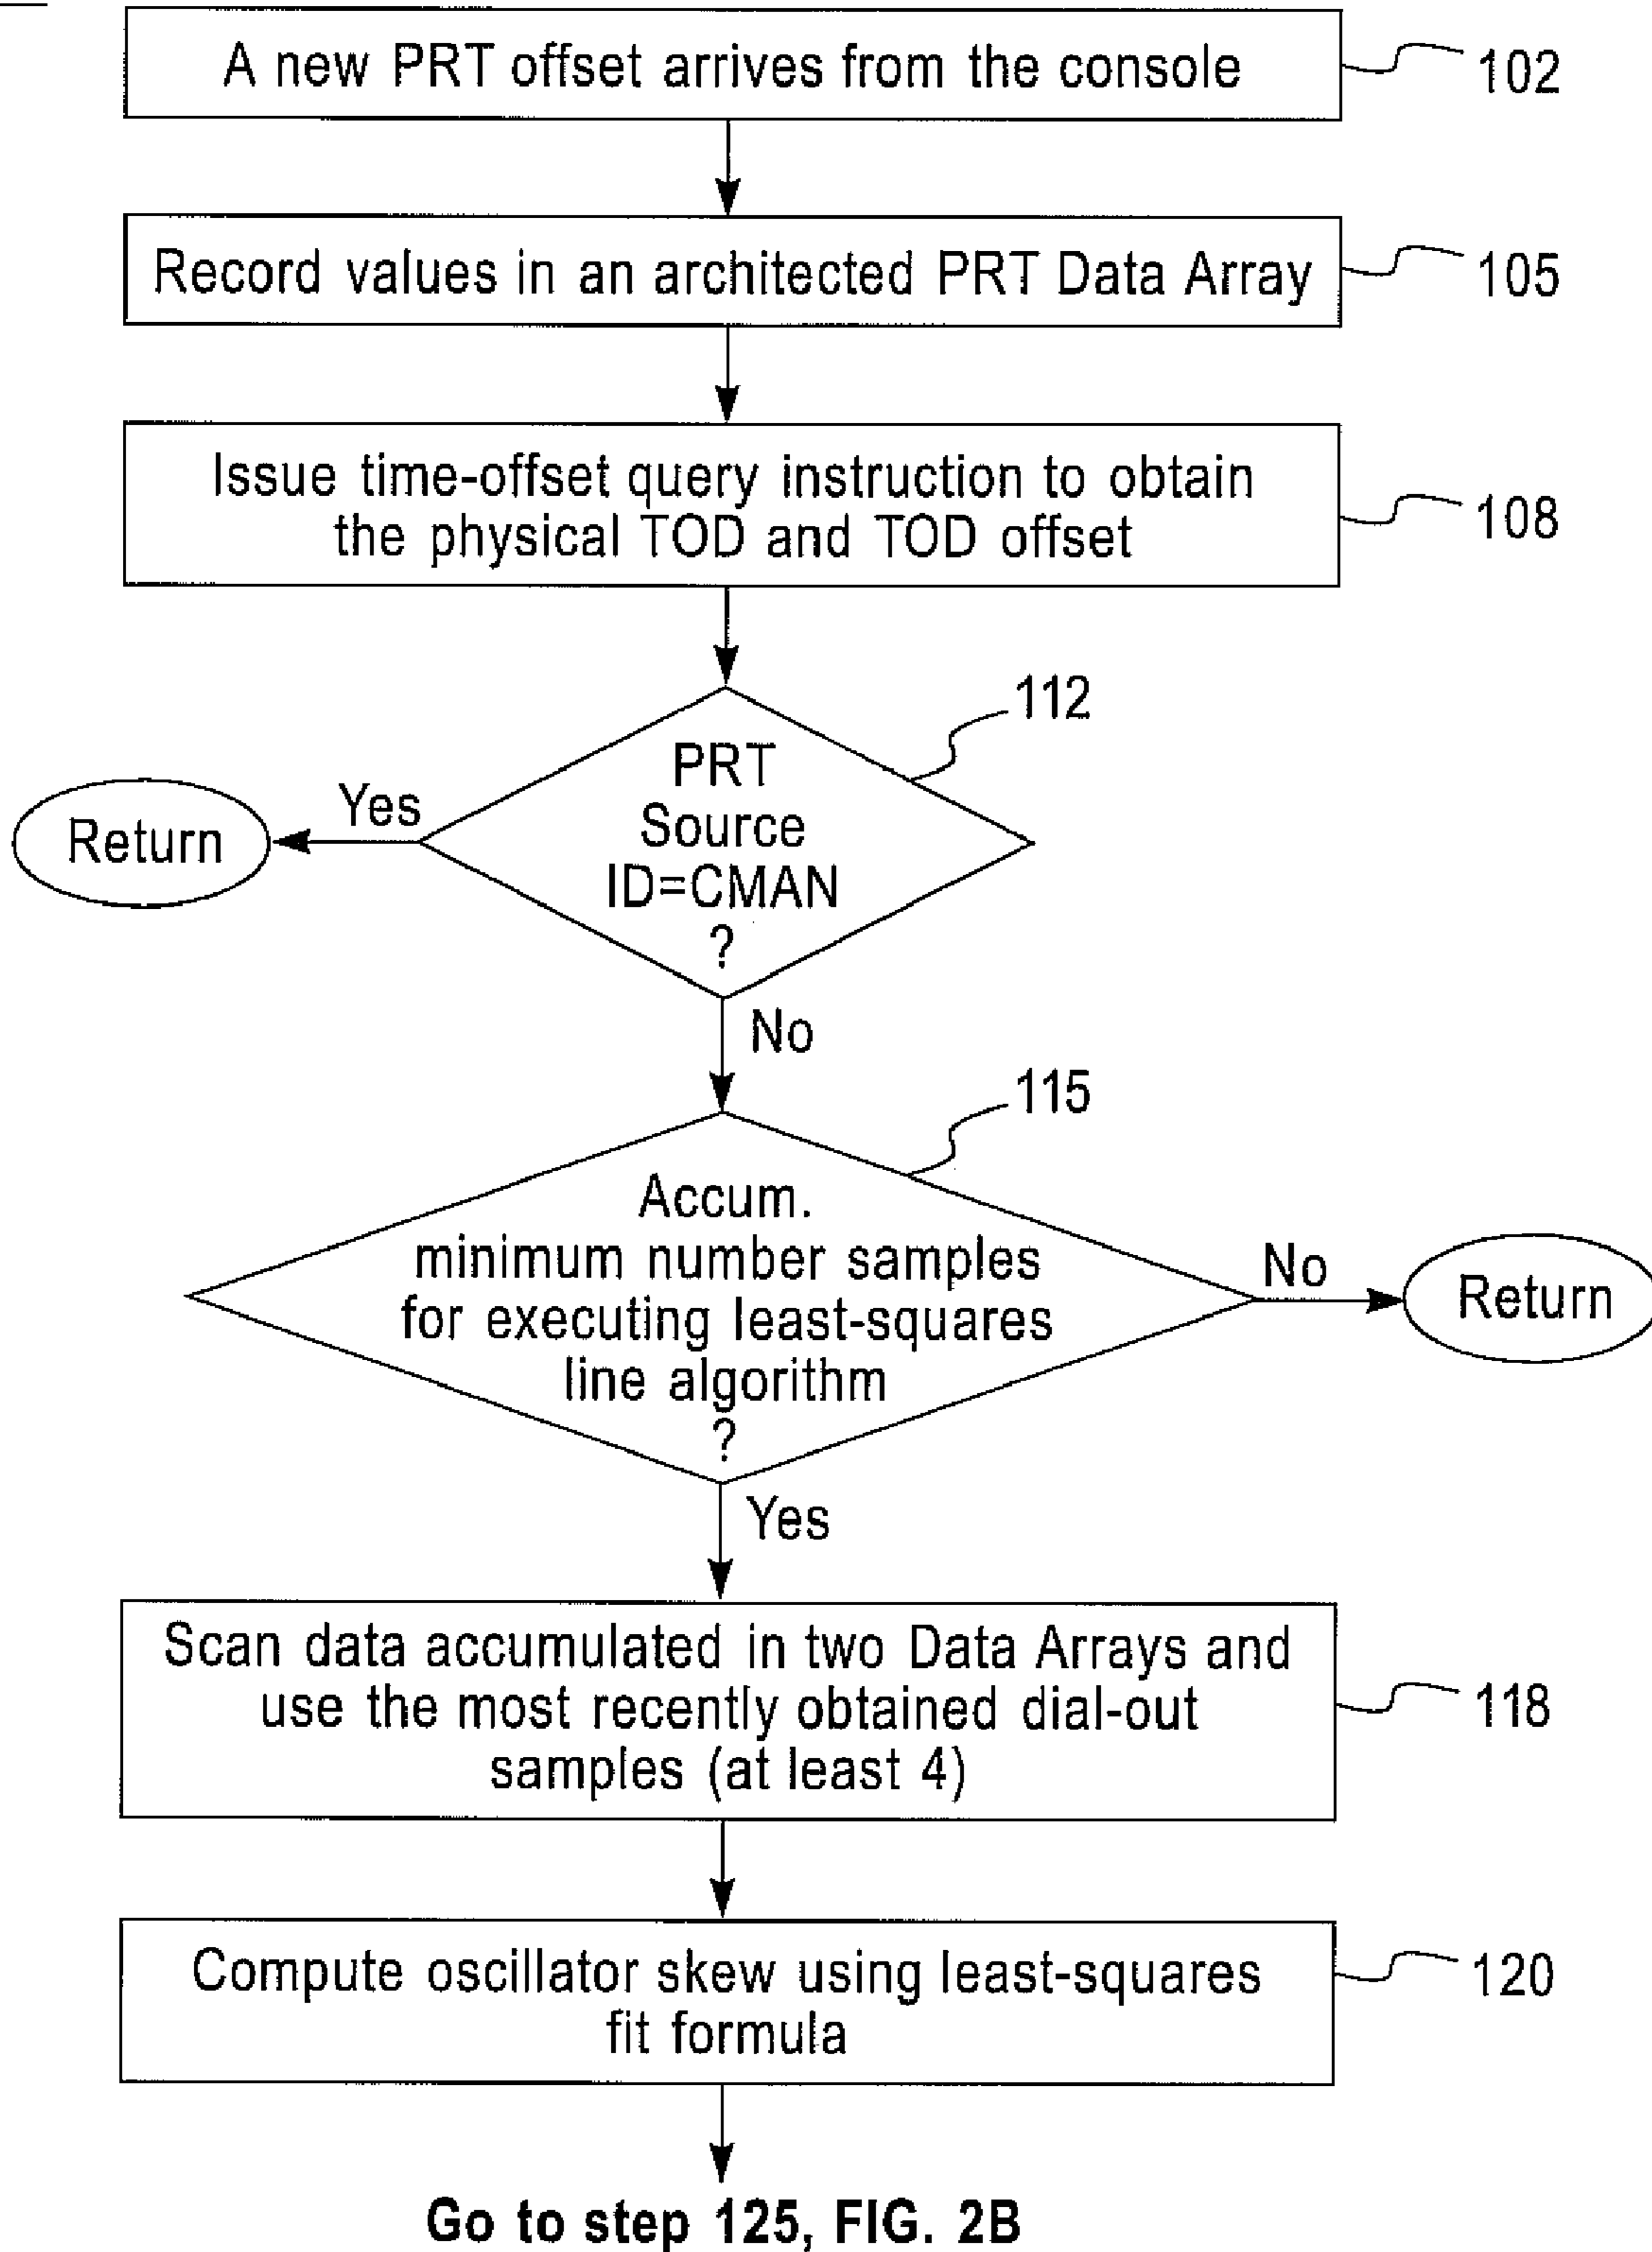 A new PRT offset arrives from the console
102
Record values in an architected PRT Data Array
105
Issue time-offset query instruction to obtain
the physical TOD and TOD offset
108
112
PRT
Source
ID=CMAN
?
Yes
Return
No
115
Accum.
minimum number samples
for executing least-squares
line algorithm
?
No
Return
Yes
Scan data accumulated in two Data Arrays and
use the most recently obtained dial-out
samples (at least 4)
118
Compute oscillator skew using least-squares
fit formula
120
Go to step 125, FIG. 2B